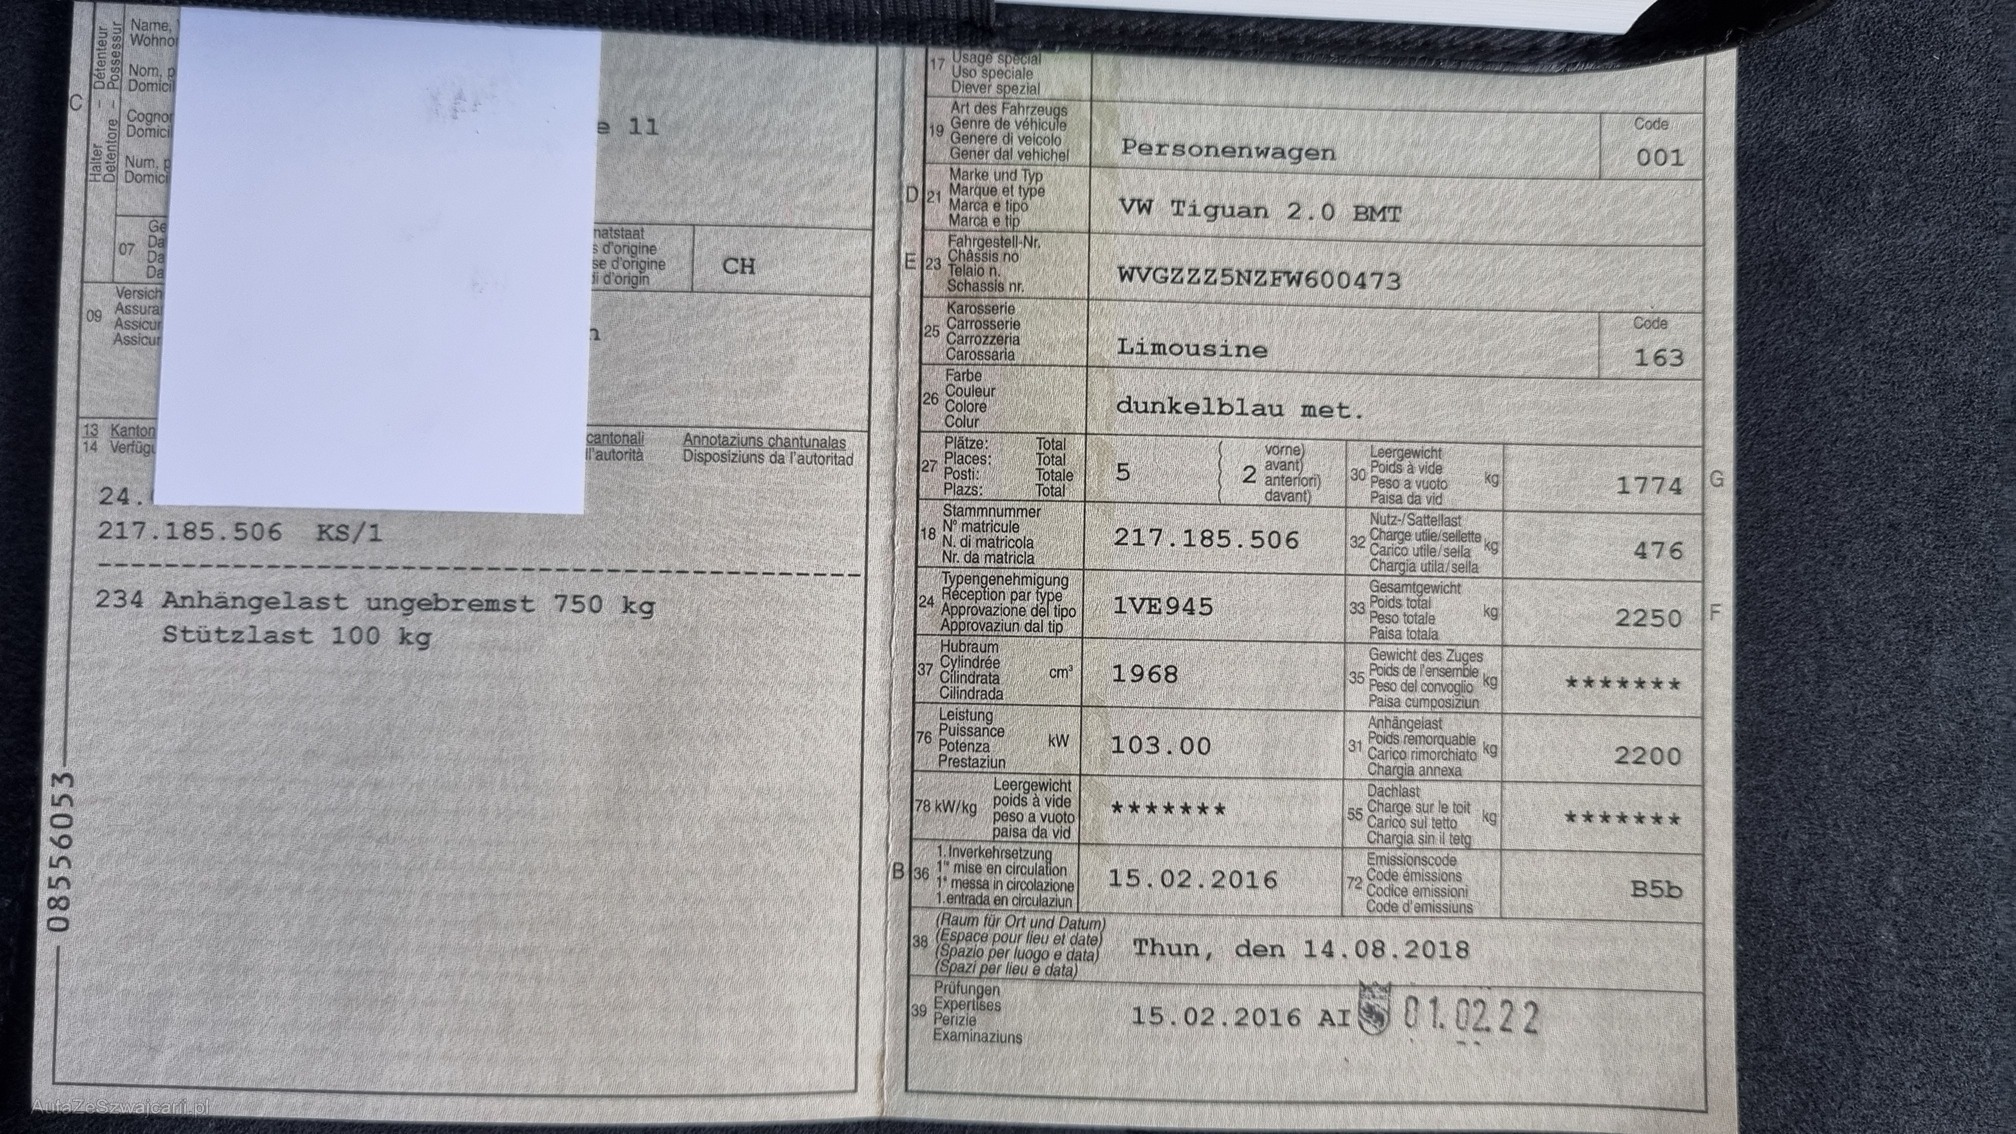 C
Halter - Détenteur
Detentore - Possessur
Name,
Nom, p
Domicil
Cognor
Domici
Num, p
Domic
e 11
07
Ge
Da
Da
Da
natstaat
s d'origine
se d'origine
i d'origin
CH
09
Versich
Assura
Assicur
Assicur
n
13 Kanton
14 Verfügu
cantonali
l'autorità
Annotaziuns chantunalas
Disposiziuns da l'autoritad
24.
217.185.506 KS/1
234 Anhängelast ungebremst 750 kg
Stützlast 100 kg
08556053
17
Usage spécial
Uso speciale
Diever spezial
19
Art des Fahrzeugs
Genre de véhicule
Genere di veicolo
Gener dal vehichel
Personenwagen
Code
001
D
21
Marke und Typ
Marque et type
Marca e tipo
Marca e tip
VW Tiguan 2.0 BMT
E
23
Fahrgestell-Nr.
Châssis no
Telaio n.
Schassis nr.
WVGZZZ5NZFW600473
25
Karosserie
Carrosserie
Carrozzeria
Carossaria
Limousine
Code
163
26
Farbe
Couleur
Colore
Colur
dunkelblau met.
27
Plätze: Total
Places: Total
Posti: Totale
Plazs: Total
5
2
vorne)
avant)
anteriori)
davant)
30
Leergewicht
Poids à vide
Peso a vuoto
Paisa da vid
kg
1774
G
18
Stammnummer
N° matricule
N. di matricola
Nr. da matricla
217.185.506
32
Nutz-/Sattellast
Charge utile/sellette
Carico utile/sella
Chargia utila/sella
kg
476
24
Typengenehmigung
Réception par type
Approvazione del tipo
Approvaziun dal tip
1VE945
33
Gesamtgewicht
Poids total
Peso totale
Paisa totala
kg
2250
F
37
Hubraum
Cylindrée
Cilindrata
Cilindrada
cm³
1968
35
Gewicht des Zuges
Poids de l'ensemble
Peso del convoglio
Paisa cumposiziun
kg
*******
76
Leistung
Puissance
Potenza
Prestaziun
kW
103.00
31
Anhängelast
Poids remorquable
Carico rimorchiato
Chargia annexa
kg
2200
78 kW/kg
Leergewicht
poids à vide
peso a vuoto
paisa da vid
*******
55
Dachlast
Charge sur le toit
Carico sul tetto
Chargia sin il tetg
kg
*******
B
36
1.Inverkehrsetzung
1re mise en circulation
1a messa in circolazione
1.entrada en circulaziun
15.02.2016
72
Emissionscode
Code émissions
Codice emissioni
Code d'emissiuns
B5b
38
(Raum für Ort und Datum)
(Espace pour lieu et date)
(Spazio per luogo e data)
(Spazi per lieu e data)
Thun, den 14.08.2018
39
Prüfungen
Expertises
Perizie
Examinaziuns
15.02.2016 AI 01.02.22
AutaZeSzwajcarii.pl